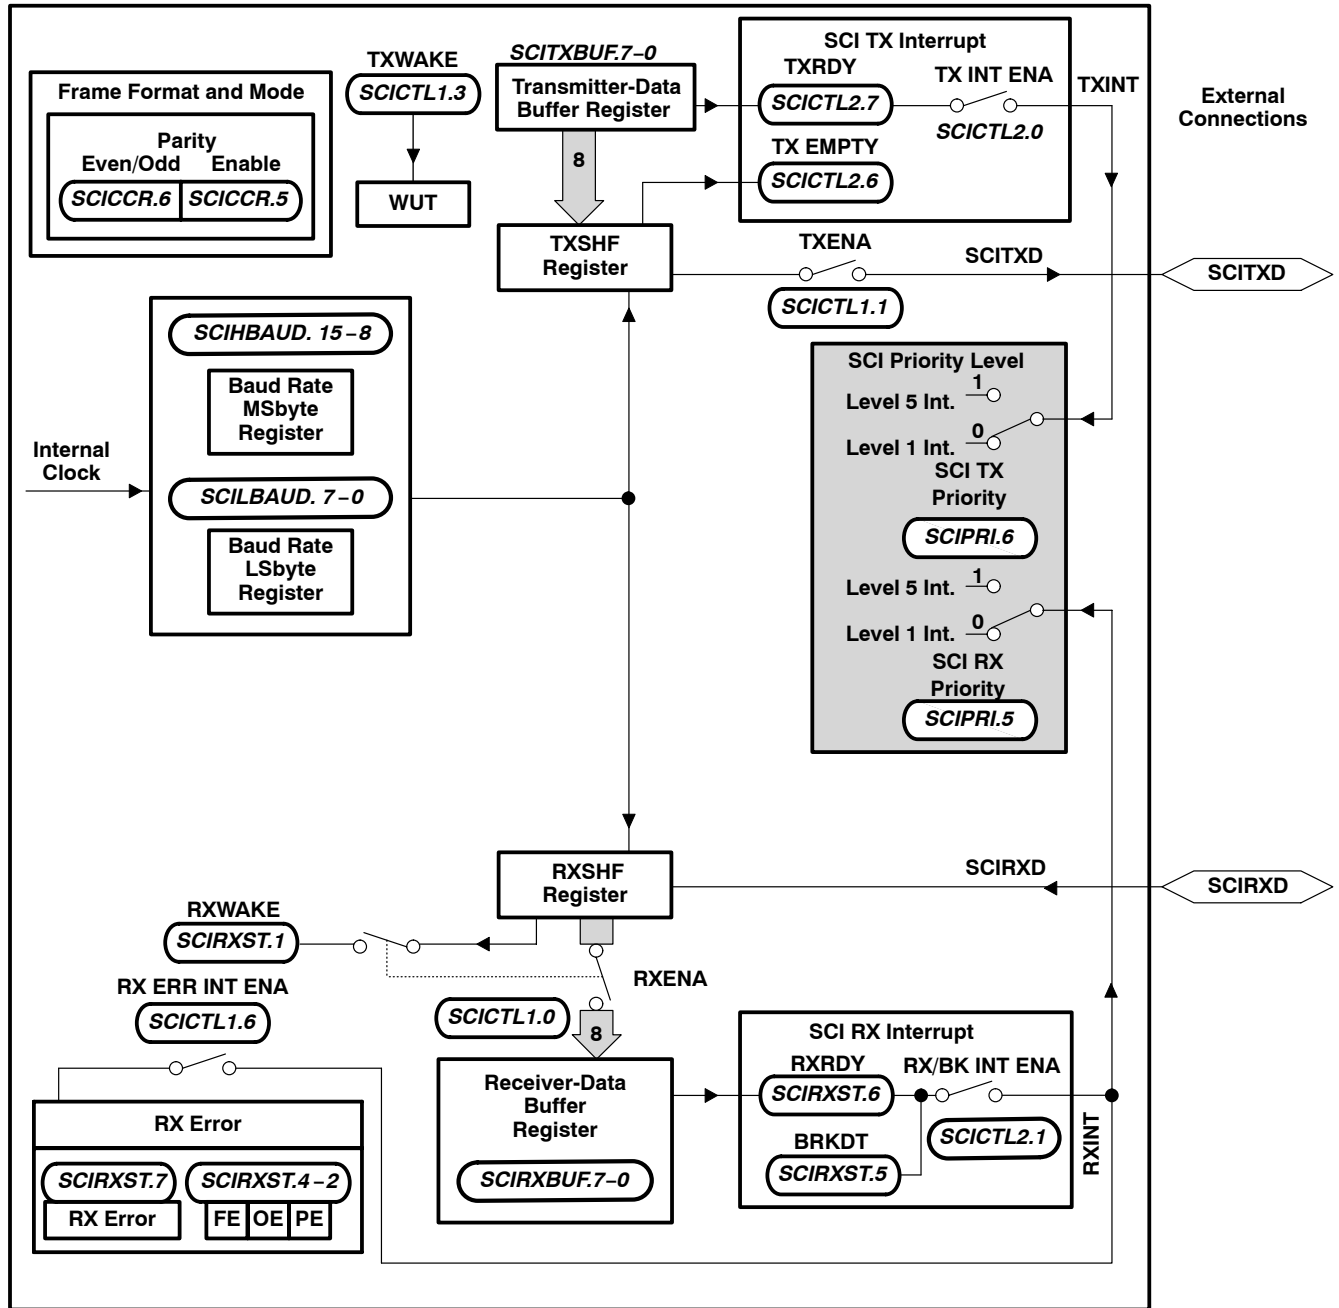 Frame Format and Mode
Parity
Even/Odd Enable
SCICCR.6 SCICCR.5
TXWAKE
SCICTL1.3
WUT
SCITXBUF.7–0
Transmitter-Data
Buffer Register
8
TXSHF
Register
SCI TX Interrupt
TXRDY
SCICTL2.7
TX INT ENA
SCICTL2.0
TX EMPTY
SCICTL2.6
TXINT
External
Connections
TXENA
SCICTL1.1
SCITXD
SCITXD
SCIHBAUD. 15–8
Baud Rate
MSbyte
Register
Internal
Clock
SCILBAUD. 7–0
Baud Rate
LSbyte
Register
SCI Priority Level
1
Level 5 Int.
0
Level 1 Int.
SCI TX
Priority
SCIPRI.6
1
Level 5 Int.
0
Level 1 Int.
SCI RX
Priority
SCIPRI.5
RXSHF
Register
SCIRXD
SCIRXD
RXWAKE
SCIRXST.1
RXENA
SCICTL1.0
8
RX ERR INT ENA
SCICTL1.6
RX Error
SCIRXST.7 SCIRXST.4–2
RX Error
FE OE PE
Receiver-Data
Buffer
Register
SCIRXBUF.7–0
SCI RX Interrupt
RXRDY
SCIRXST.6
RX/BK INT ENA
SCICTL2.1
BRKDT
SCIRXST.5
RXINT